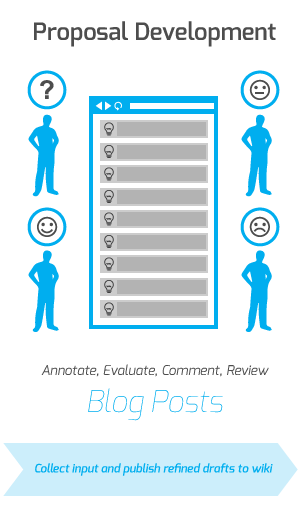 Proposal Development
?
Annotate, Evaluate, Comment, Review
Blog Posts
Collect input and publish refined drafts to wiki